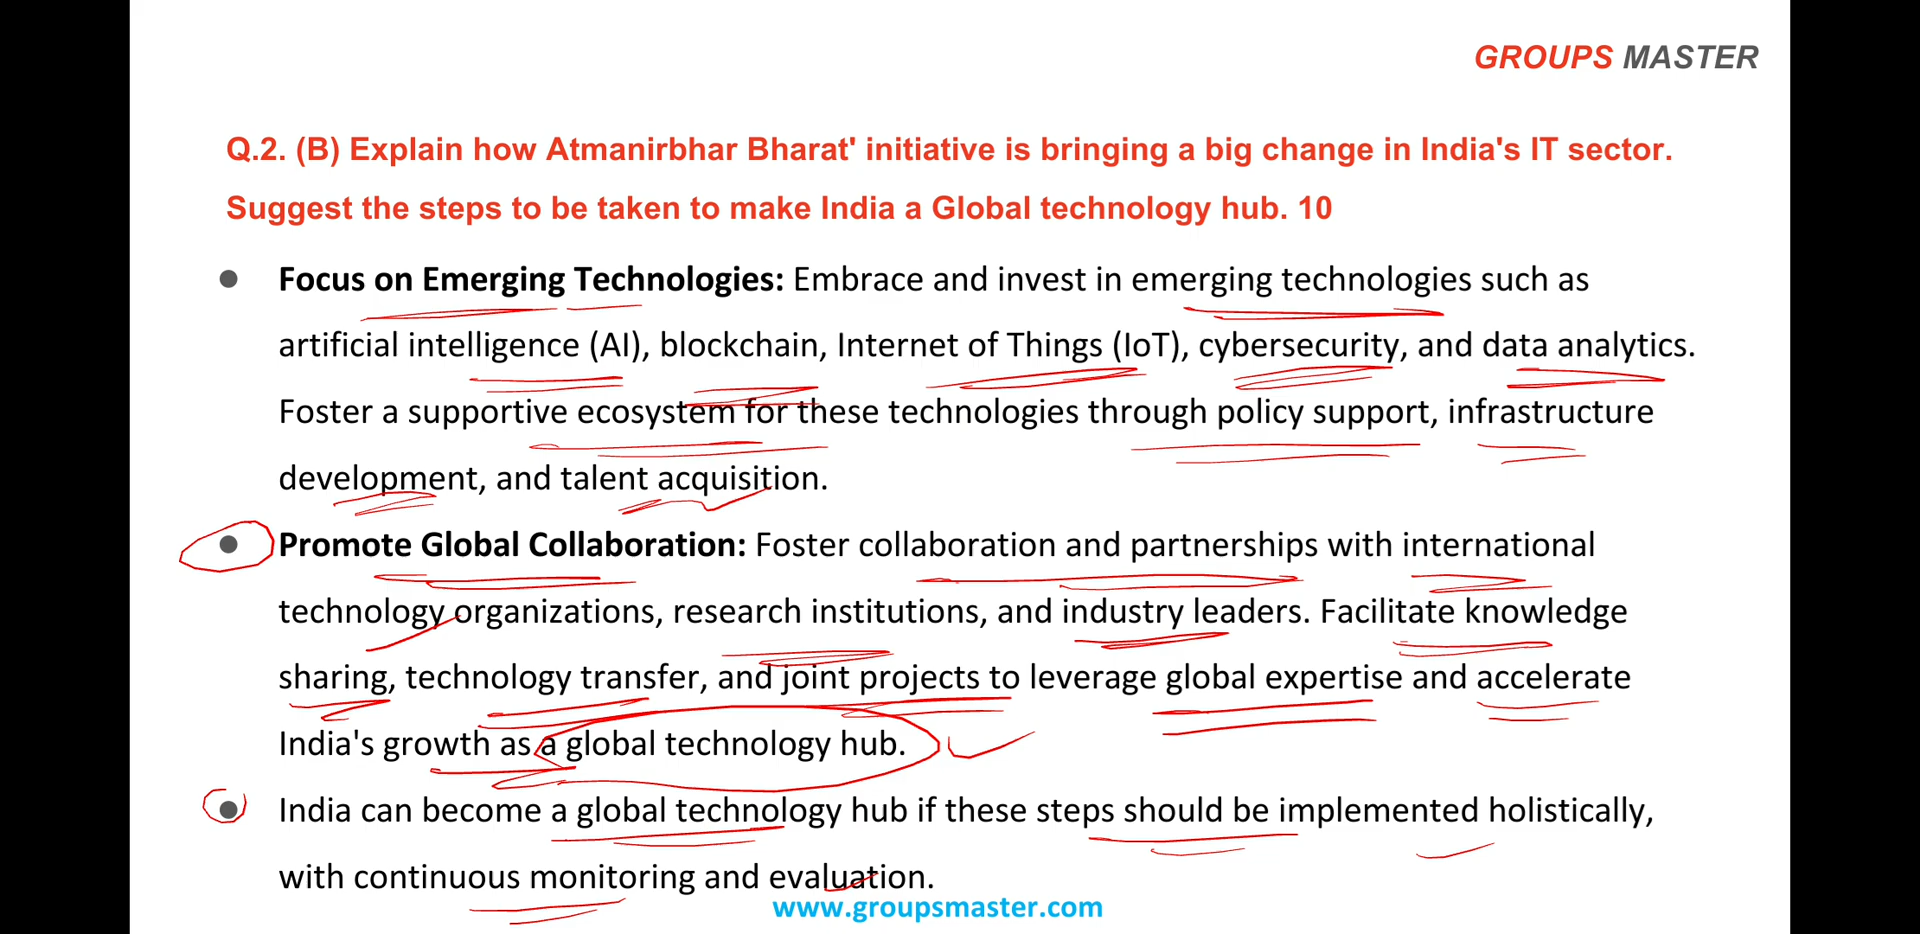 GROUPS MASTER
Q.2. (B) Explain how Atmanirbhar Bharat' initiative is bringing a big change in India's IT sector.
Suggest the steps to be taken to make India a Global technology hub. 10
● Focus on Emerging Technologies: Embrace and invest in emerging technologies such as
artificial intelligence (AI), blockchain, Internet of Things (IoT), cybersecurity, and data analytics.
Foster a supportive ecosystem for these technologies through policy support, infrastructure
development, and talent acquisition.
● Promote Global Collaboration: Foster collaboration and partnerships with international
technology organizations, research institutions, and industry leaders. Facilitate knowledge
sharing, technology transfer, and joint projects to leverage global expertise and accelerate
India's growth as a global technology hub.
● India can become a global technology hub if these steps should be implemented holistically,
with continuous monitoring and evaluation.
www.groupsmaster.com